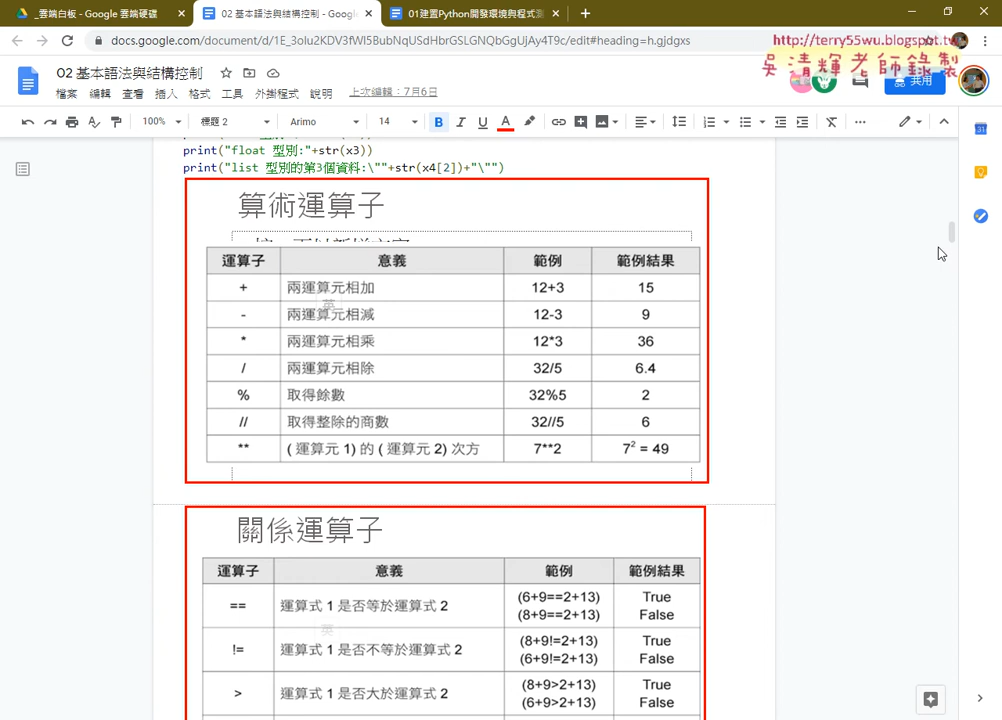 _雲端白板 - Google 雲端硬碟
02 基本語法與結構控制 - Goog
01建置Python開發環境與程式
docs.google.com/document/d/1E_3olu2KDV3fWl5BubNqUSdHbrGSLGNQbGgUjAy4T9c/edit#heading=h.gjdgxs
http://terry55wu.blogspot.tw
吳清輝老師錄製
02 基本語法與結構控制
檔案 編輯 查看 插入 格式 工具 外掛程式 說明 上次編輯：7月6日
共用
100% 標題 2 Arimo 14 B I U A
print("float 型別:"+str(x3))
print("list 型別的第3個資料:\""+str(x4[2])+"\"")
算術運算子
運算子 意義 範例 範例結果
+ 兩運算元相加 12+3 15
- 兩運算元相減 12-3 9
* 兩運算元相乘 12*3 36
/ 兩運算元相除 32/5 6.4
% 取得餘數 32%5 2
// 取得整除的商數 32//5 6
** ( 運算元 1) 的 ( 運算元 2) 次方 7**2 7² = 49
英
關係運算子
運算子 意義 範例 範例結果
== 運算式 1 是否等於運算式 2 (6+9==2+13) True
(8+9==2+13) False
英
!= 運算式 1 是否不等於運算式 2 (8+9!=2+13) True
(6+9!=2+13) False
> 運算式 1 是否大於運算式 2 (8+9>2+13) True
(6+9>2+13) False